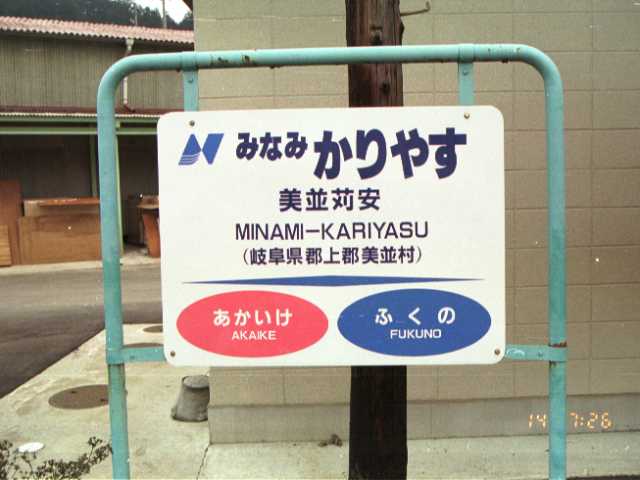 みなみかりやす
美並苅安
MINAMI-KARIYASU
(岐阜県郡上郡美並村)
あかいけ
AKAIKE
ふくの
FUKUNO
14 7:26